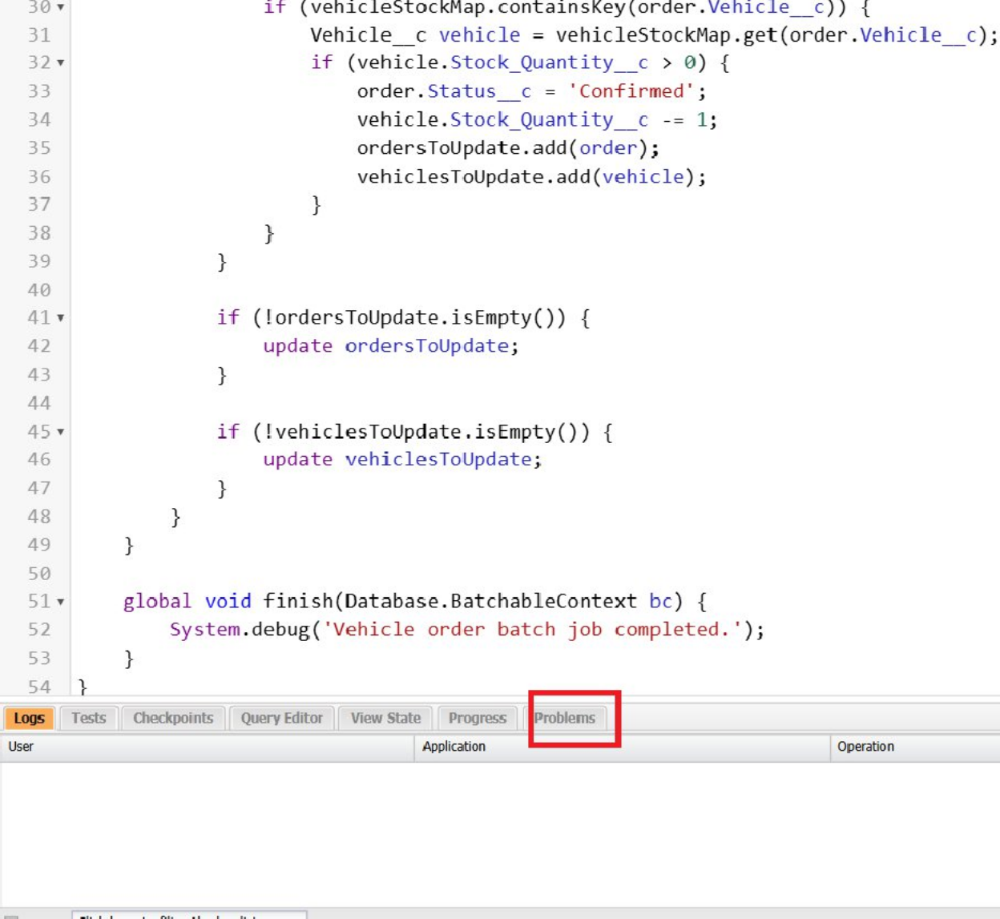 30 if (vehicleStockMap.containsKey(order.Vehicle__c)) {
31 Vehicle__c vehicle = vehicleStockMap.get(order.Vehicle__c);
32 if (vehicle.Stock_Quantity__c > 0) {
33 order.Status__c = 'Confirmed';
34 vehicle.Stock_Quantity__c -= 1;
35 ordersToUpdate.add(order);
36 vehiclesToUpdate.add(vehicle);
37 }
38 }
39 }
40
41 if (!ordersToUpdate.isEmpty()) {
42 update ordersToUpdate;
43 }
44
45 if (!vehiclesToUpdate.isEmpty()) {
46 update vehiclesToUpdate;
47 }
48 }
49 }
50
51 global void finish(Database.BatchableContext bc) {
52 System.debug('Vehicle order batch job completed.');
53 }
54 }
Logs Tests Checkpoints Query Editor View State Progress Problems
User Application Operation